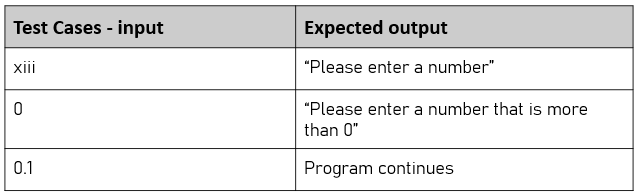 Test Cases - input Expected output
xiii “Please enter a number”
0 “Please enter a number that is more
than 0”
0.1 Program continues